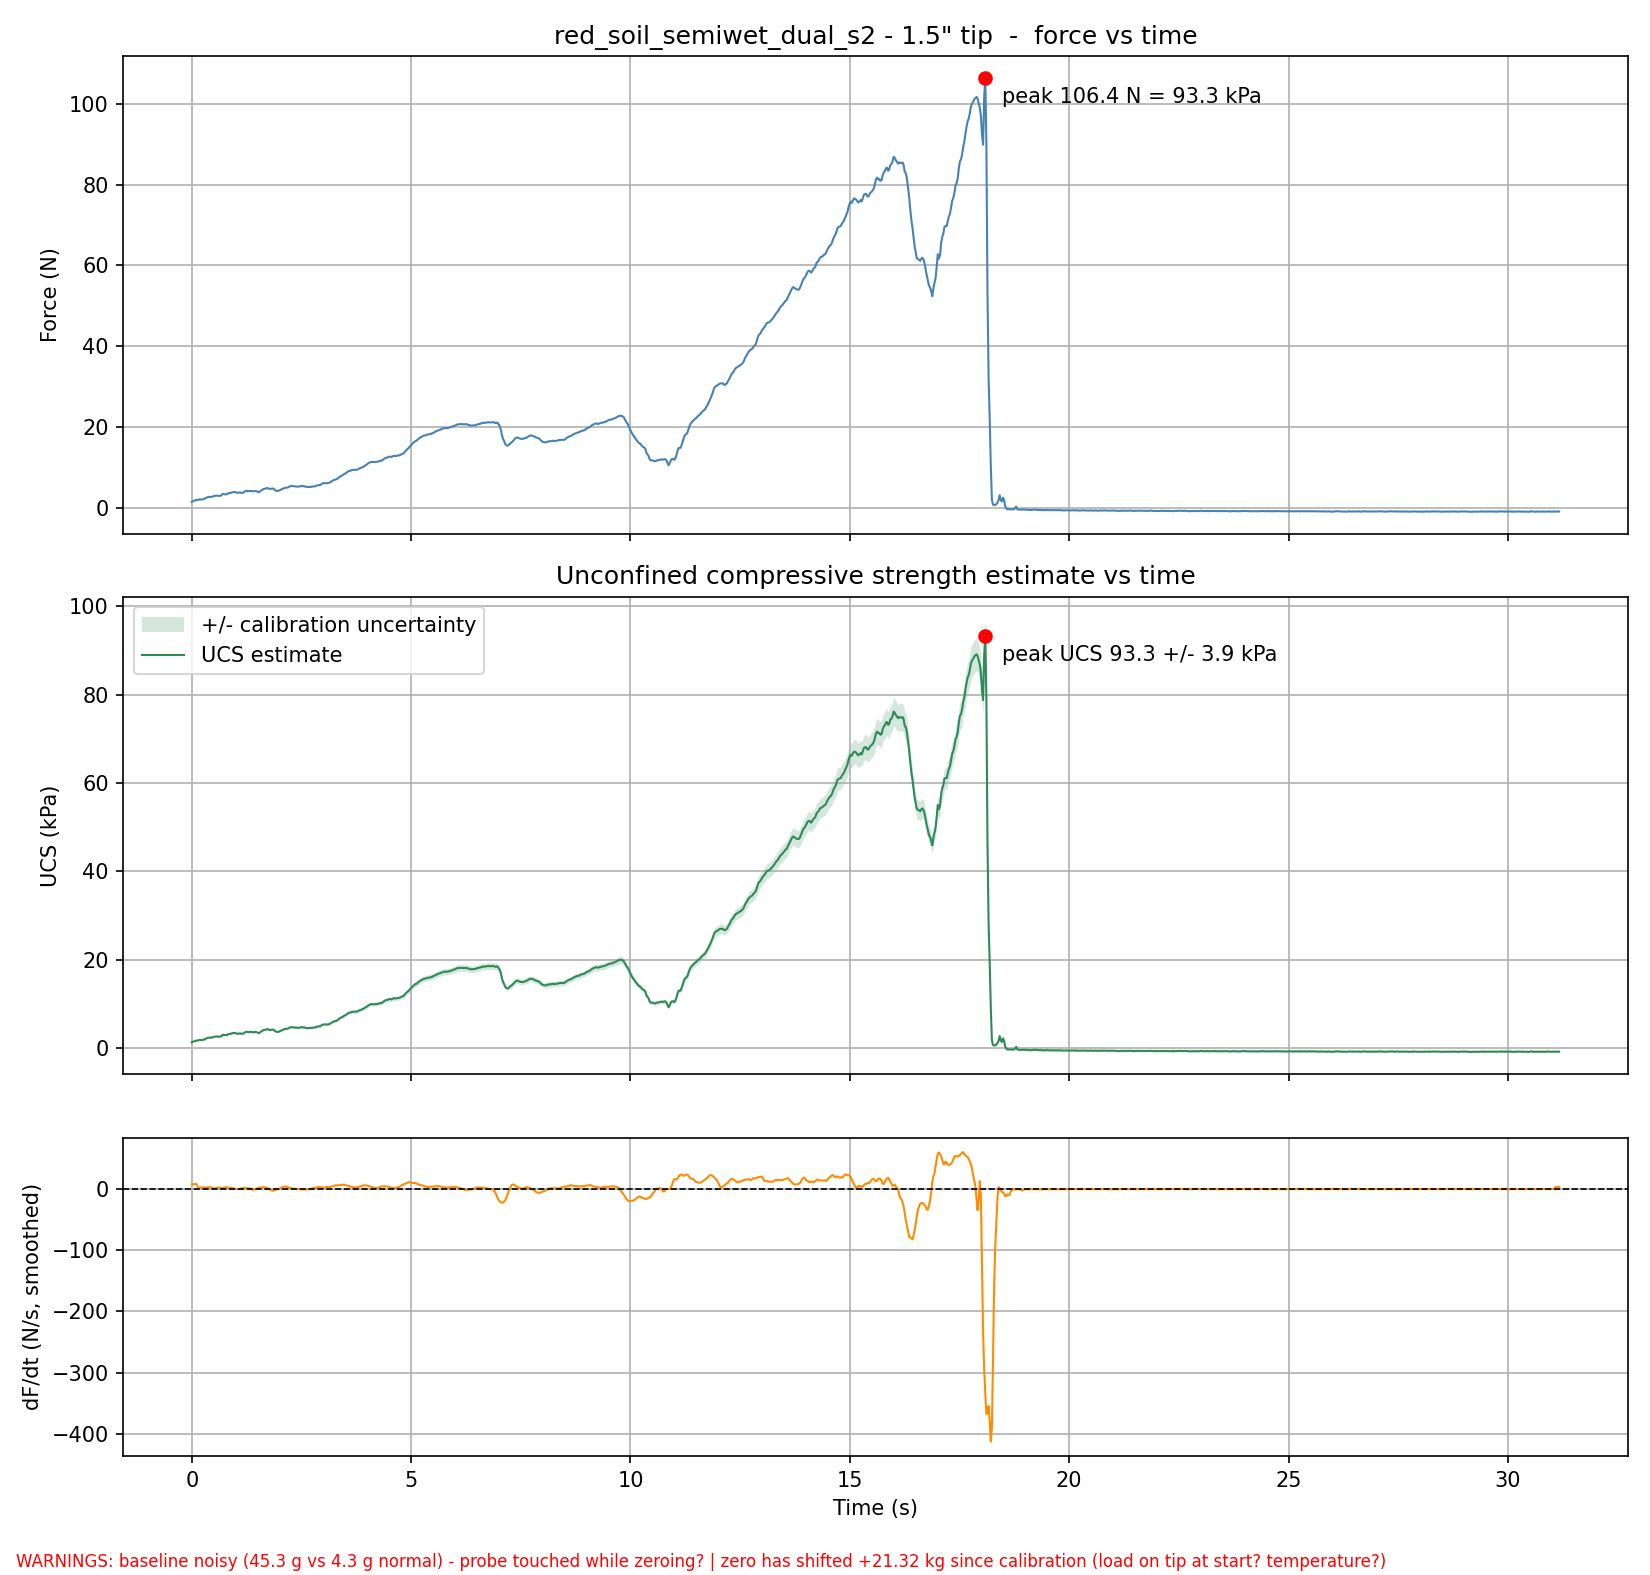 red_soil_semiwet_dual_s2 - 1.5" tip - force vs time
100
80
60
40
20
0
Force (N)
peak 106.4 N = 93.3 kPa
Unconfined compressive strength estimate vs time
100
80
60
40
20
0
UCS (kPa)
+/- calibration uncertainty
UCS estimate
peak UCS 93.3 +/- 3.9 kPa
0
−100
−200
−300
−400
dF/dt (N/s, smoothed)
0 5 10 15 20 25 30
Time (s)
WARNINGS: baseline noisy (45.3 g vs 4.3 g normal) - probe touched while zeroing? | zero has shifted +21.32 kg since calibration (load on tip at start? temperature?)